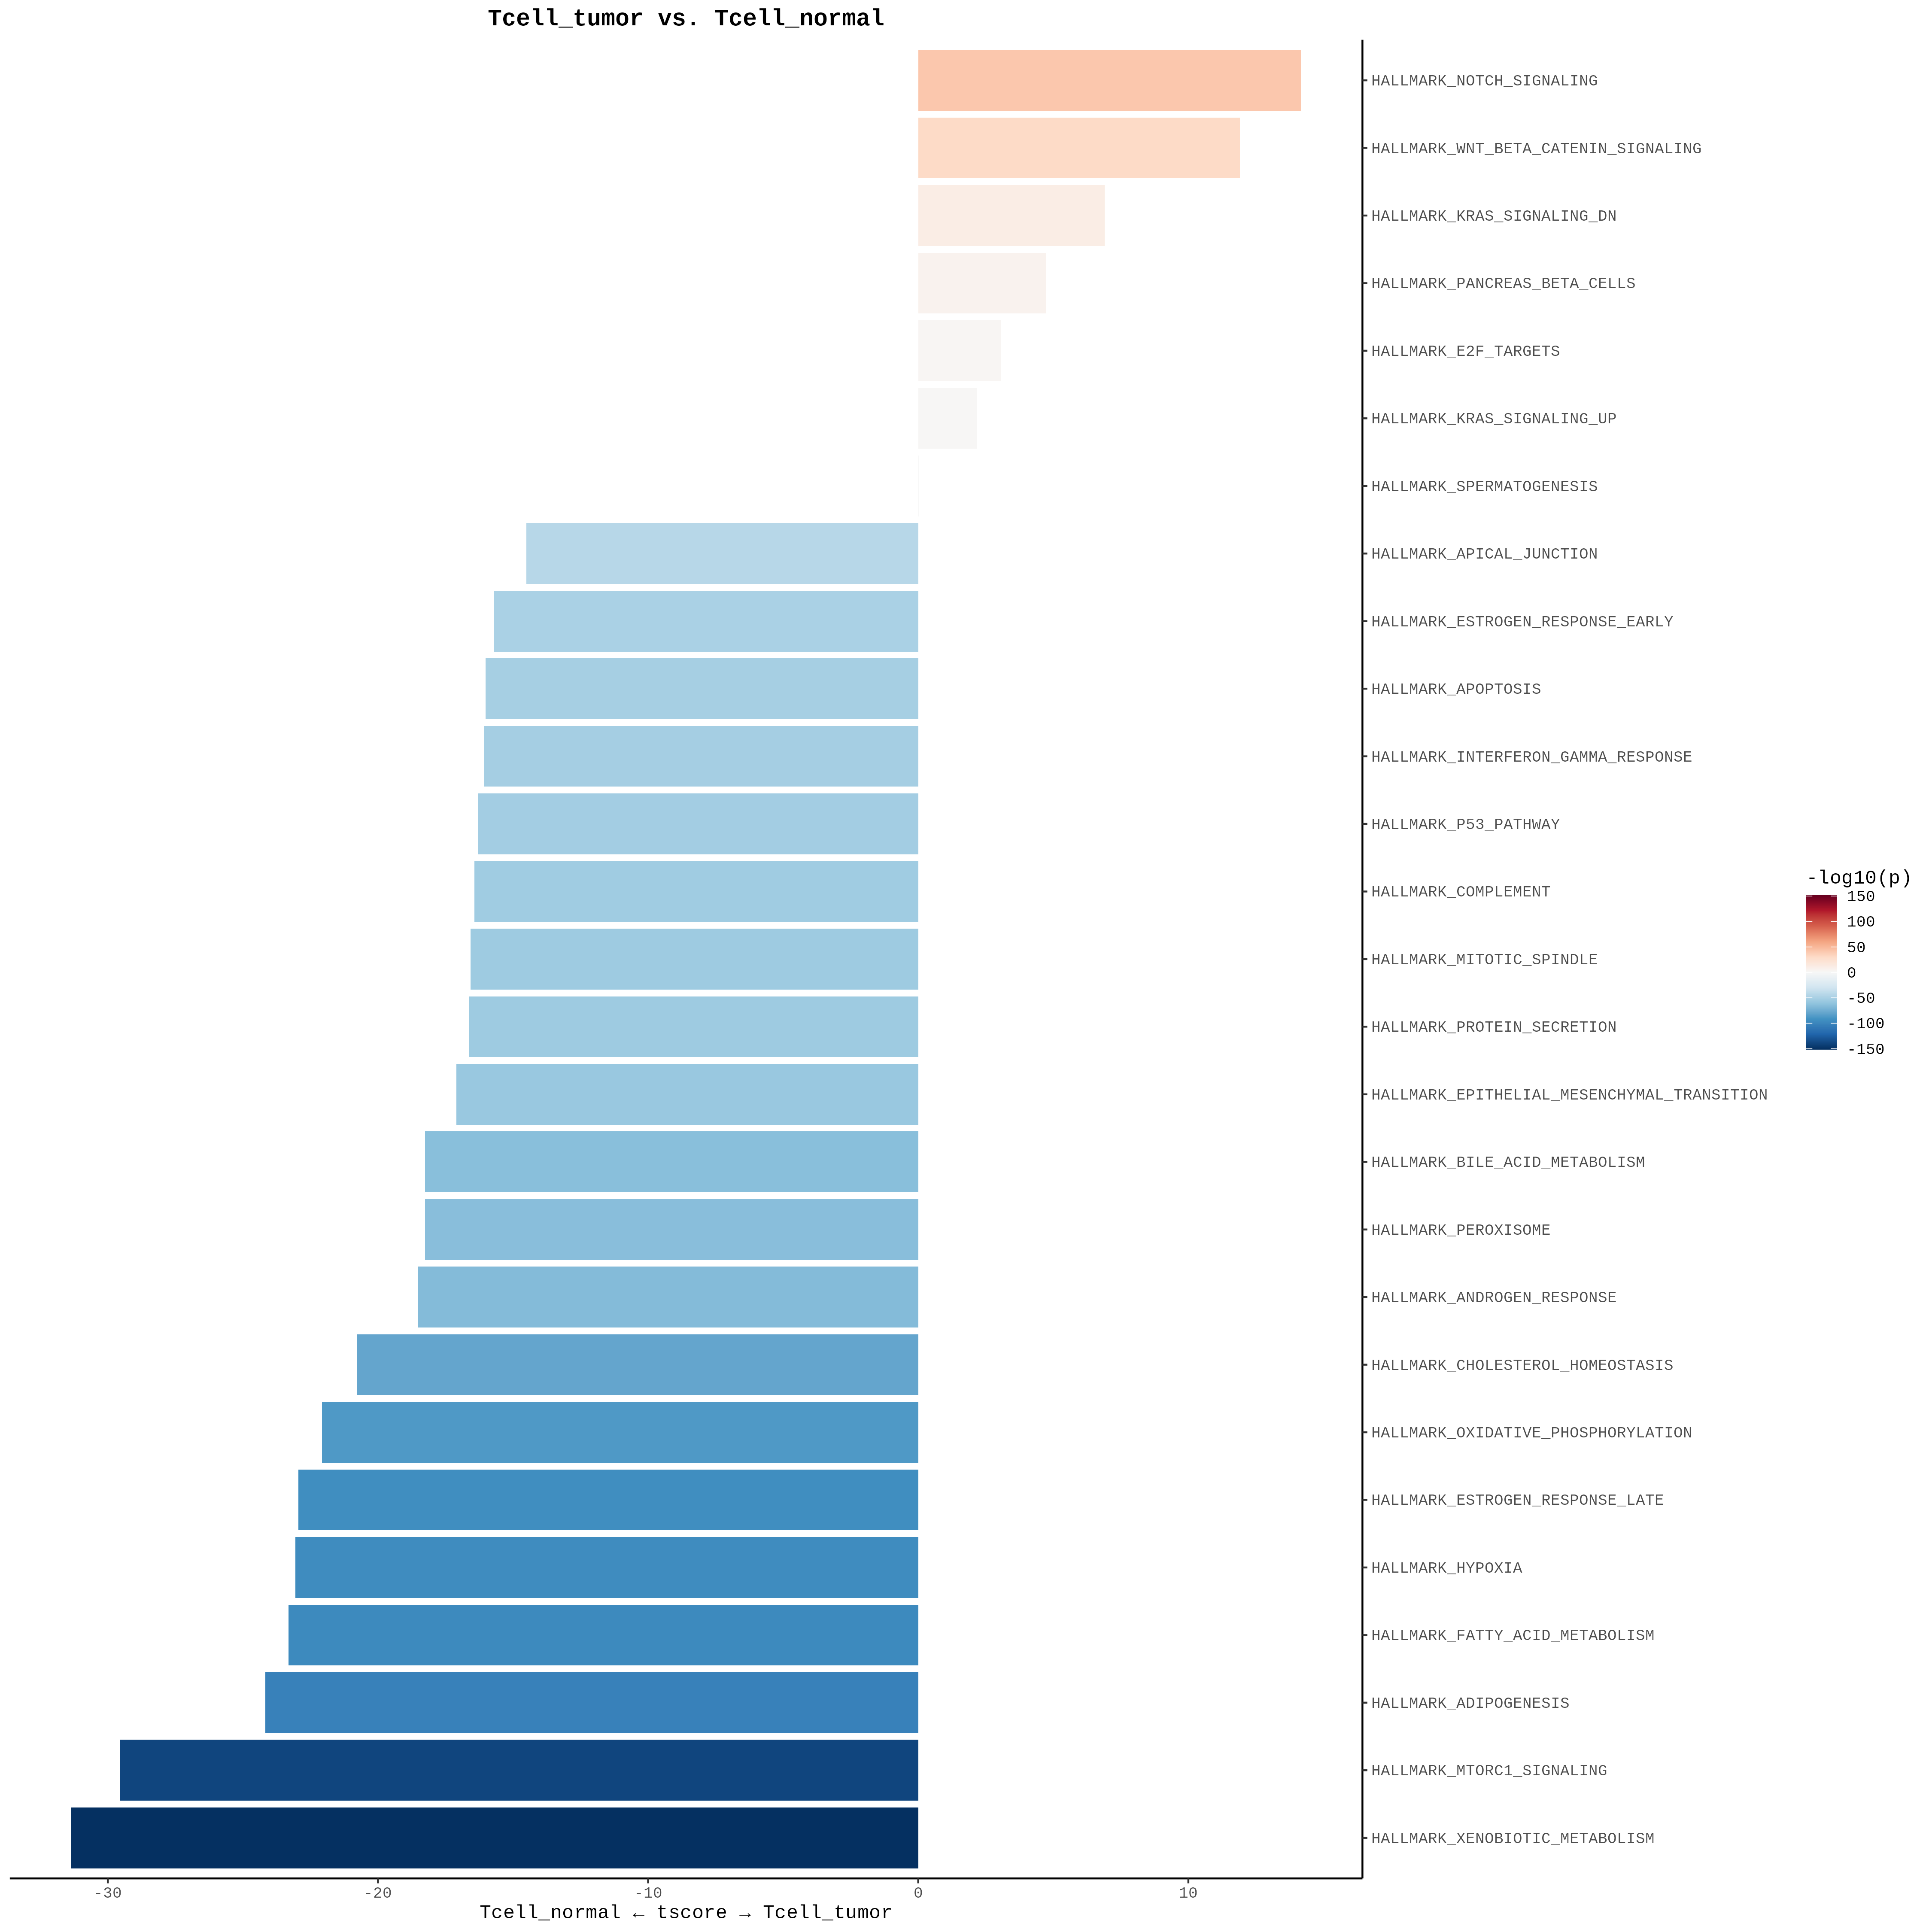 Tcell_tumor vs. Tcell_normal
HALLMARK_NOTCH_SIGNALING
HALLMARK_WNT_BETA_CATENIN_SIGNALING
HALLMARK_KRAS_SIGNALING_DN
HALLMARK_PANCREAS_BETA_CELLS
HALLMARK_E2F_TARGETS
HALLMARK_KRAS_SIGNALING_UP
HALLMARK_SPERMATOGENESIS
HALLMARK_APICAL_JUNCTION
HALLMARK_ESTROGEN_RESPONSE_EARLY
HALLMARK_APOPTOSIS
HALLMARK_INTERFERON_GAMMA_RESPONSE
HALLMARK_P53_PATHWAY
HALLMARK_COMPLEMENT
HALLMARK_MITOTIC_SPINDLE
HALLMARK_PROTEIN_SECRETION
HALLMARK_EPITHELIAL_MESENCHYMAL_TRANSITION
HALLMARK_BILE_ACID_METABOLISM
HALLMARK_PEROXISOME
HALLMARK_ANDROGEN_RESPONSE
HALLMARK_CHOLESTEROL_HOMEOSTASIS
HALLMARK_OXIDATIVE_PHOSPHORYLATION
HALLMARK_ESTROGEN_RESPONSE_LATE
HALLMARK_HYPOXIA
HALLMARK_FATTY_ACID_METABOLISM
HALLMARK_ADIPOGENESIS
HALLMARK_MTORC1_SIGNALING
HALLMARK_XENOBIOTIC_METABOLISM
-log10(p)
150
100
50
0
-50
-100
-150
-30 -20 -10 0 10
Tcell_normal ← tscore → Tcell_tumor